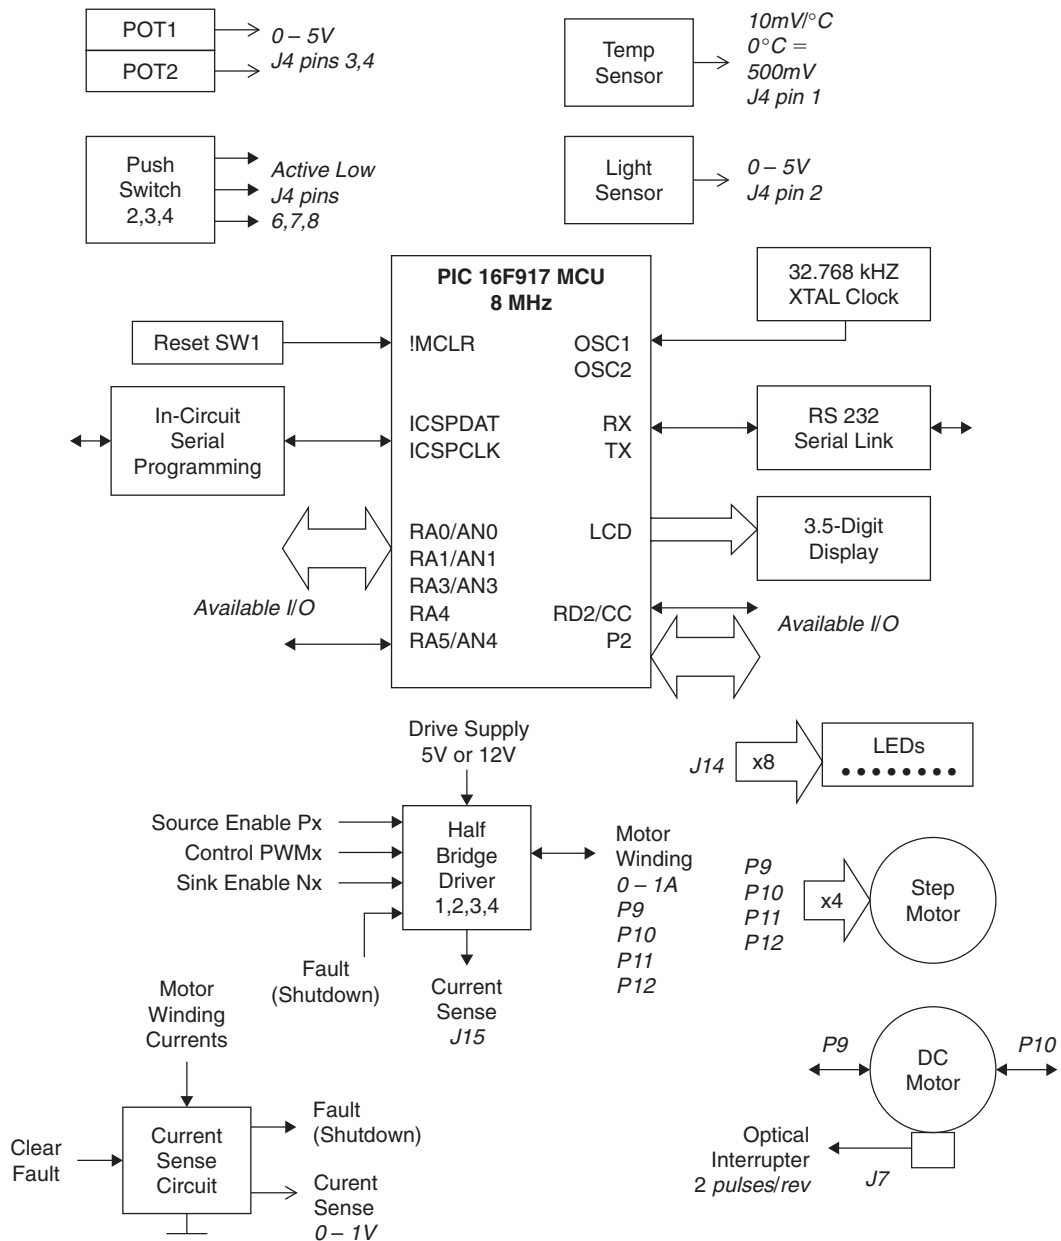 POT1
POT2
0 – 5V
J4 pins 3,4
Temp
Sensor
10mV/°C
0°C =
500mV
J4 pin 1
Push
Switch
2,3,4
Active Low
J4 pins
6,7,8
Light
Sensor
0 – 5V
J4 pin 2
PIC 16F917 MCU
8 MHz
32.768 kHZ
XTAL Clock
Reset SW1
!MCLR
OSC1
OSC2
In-Circuit
Serial
Programming
ICSPDAT
ICSPCLK
RX
TX
RS 232
Serial Link
RA0/AN0
RA1/AN1
RA3/AN3
RA4
RA5/AN4
Available I/O
LCD
3.5-Digit
Display
RD2/CC
P2
Available I/O
Drive Supply
5V or 12V
J14
x8
LEDs
Source Enable Px
Control PWMx
Sink Enable Nx
Half
Bridge
Driver
1,2,3,4
Motor
Winding
0 – 1A
P9
P10
P11
P12
P9
P10
P11
P12
x4
Step
Motor
Fault
(Shutdown)
Current
Sense
J15
Motor
Winding
Currents
P9
DC
Motor
P10
Clear
Fault
Current
Sense
Circuit
Fault
(Shutdown)
Curent
Sense
0 – 1V
Optical
Interrupter
2 pulses/rev
J7